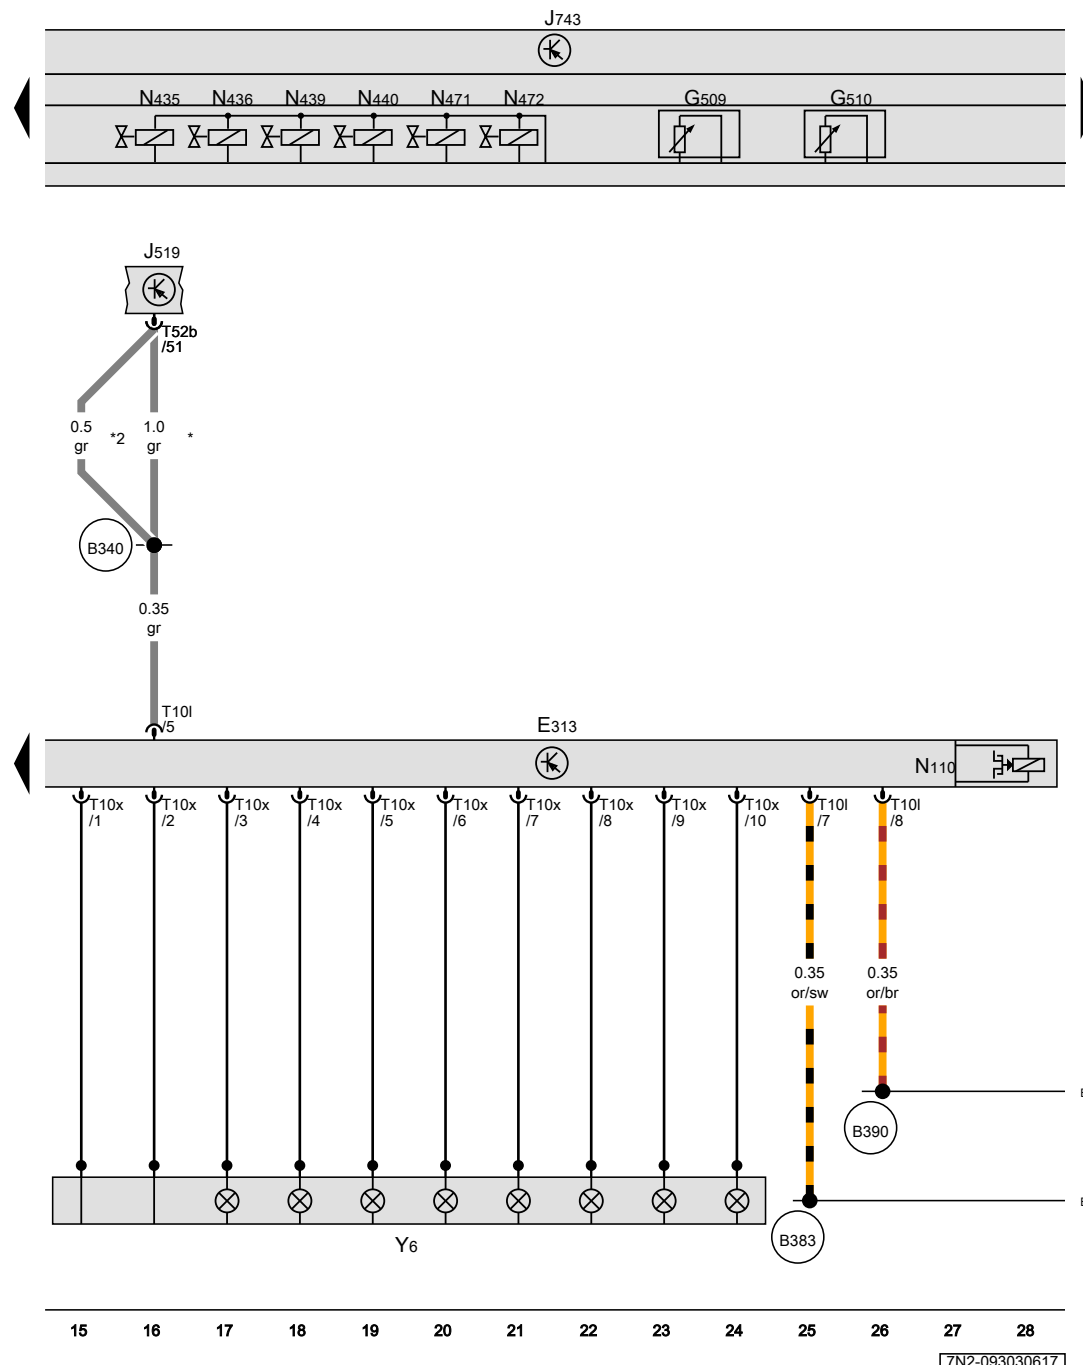 J743
N435 N436 N439 N440 N471 N472 G509 G510
J519
T52b
/51
0.5 1.0
gr *2 gr *
B340
0.35
gr
T10l
/5
E313
N110
T10x T10x T10x T10x T10x T10x T10x T10x T10x T10x T10l T10l
/1 /2 /3 /4 /5 /6 /7 /8 /9 /10 /7 /8
0.35 0.35
or/sw or/br
B390
B383
Y6
15 16 17 18 19 20 21 22 23 24 25 26 27 28
7N2-093030617